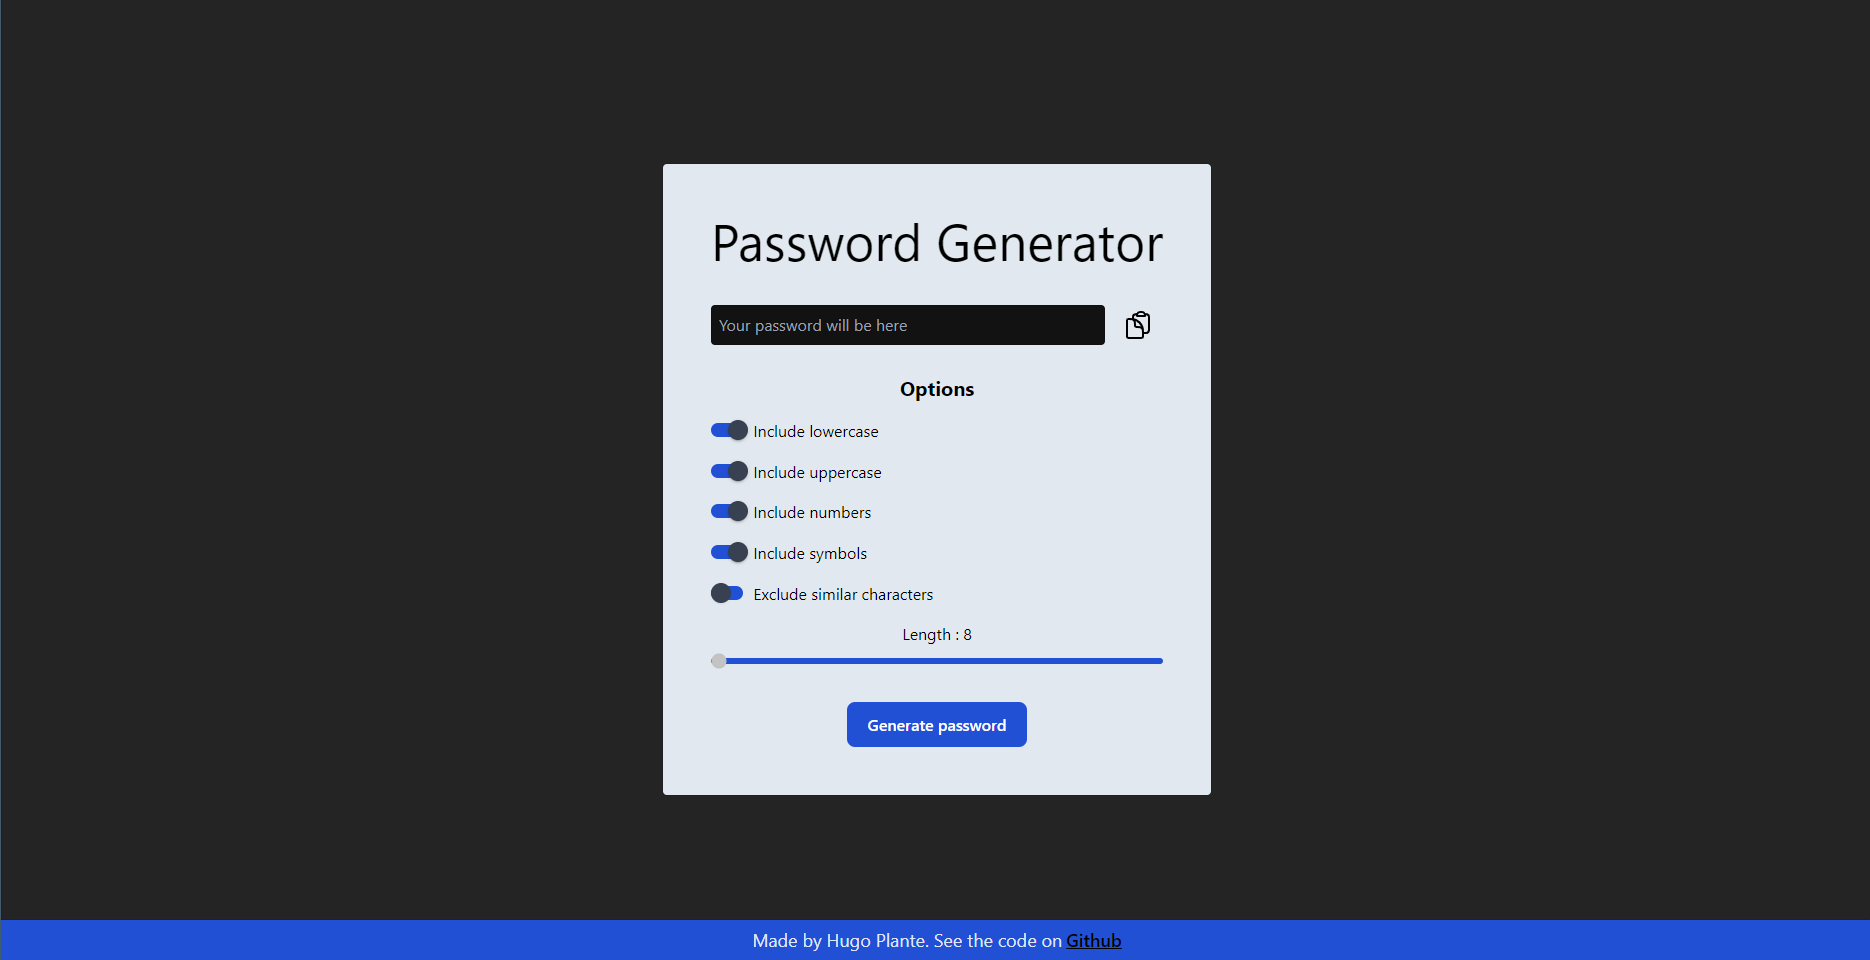 Password Generator
Your password will be here
Options
Include lowercase
Include uppercase
Include numbers
Include symbols
Exclude similar characters
Length : 8
Generate password
Made by Hugo Plante. See the code on Github